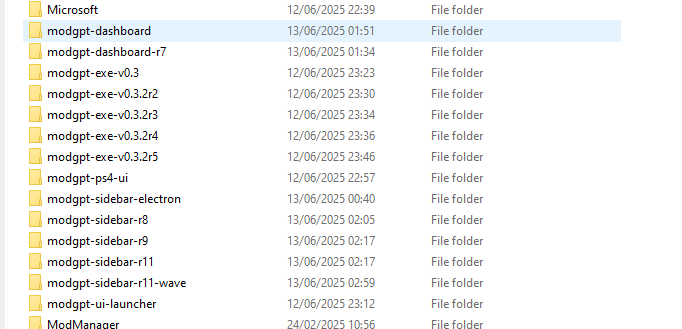 Microsoft 12/06/2025 22:39 File folder
modgpt-dashboard 13/06/2025 01:51 File folder
modgpt-dashboard-r7 13/06/2025 01:34 File folder
modgpt-exe-v0.3 12/06/2025 23:23 File folder
modgpt-exe-v0.3.2r2 12/06/2025 23:30 File folder
modgpt-exe-v0.3.2r3 12/06/2025 23:34 File folder
modgpt-exe-v0.3.2r4 12/06/2025 23:36 File folder
modgpt-exe-v0.3.2r5 12/06/2025 23:46 File folder
modgpt-ps4-ui 12/06/2025 22:57 File folder
modgpt-sidebar-electron 13/06/2025 00:40 File folder
modgpt-sidebar-r8 13/06/2025 02:05 File folder
modgpt-sidebar-r9 13/06/2025 02:17 File folder
modgpt-sidebar-r11 13/06/2025 02:17 File folder
modgpt-sidebar-r11-wave 13/06/2025 02:59 File folder
modgpt-ui-launcher 12/06/2025 23:12 File folder
ModManager 24/02/2025 10:56 File folder